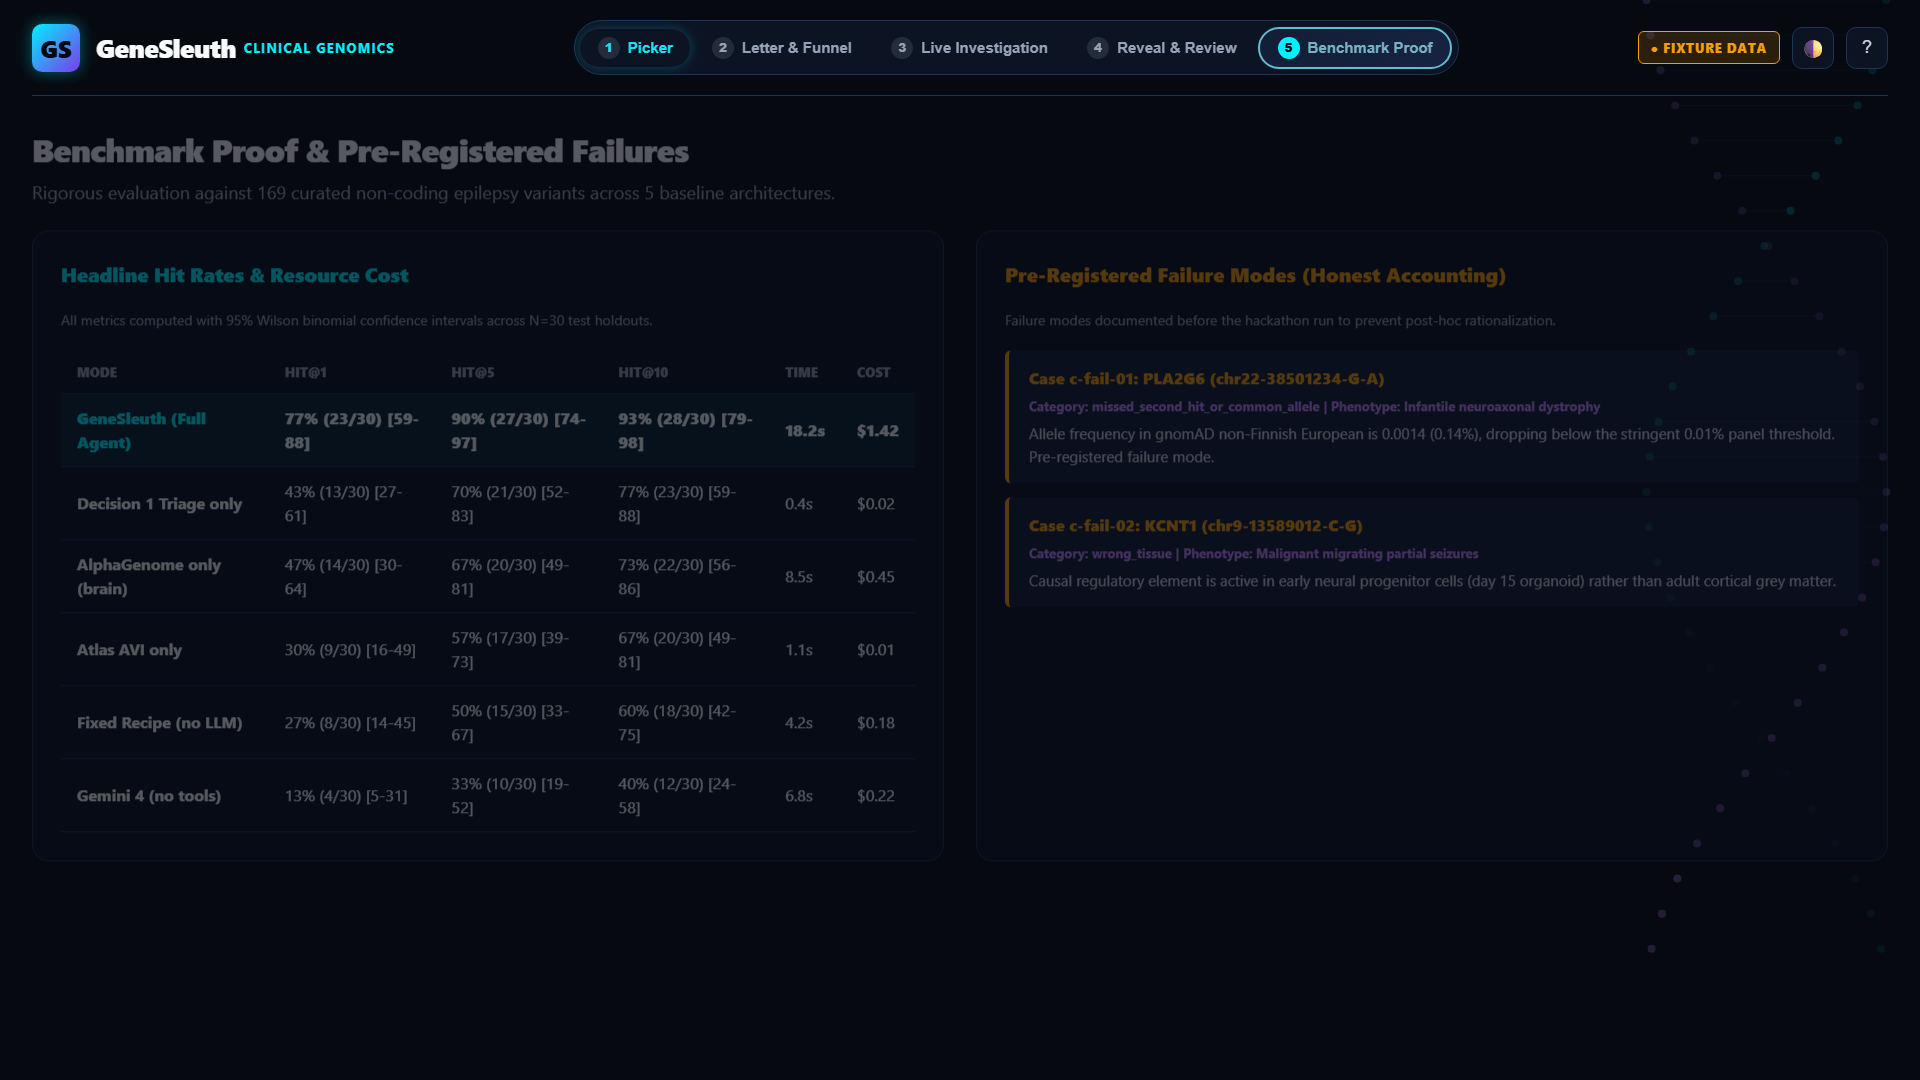 GS GeneSleuth CLINICAL GENOMICS
1 Picker 2 Letter & Funnel 3 Live Investigation 4 Reveal & Review 5 Benchmark Proof
• FIXTURE DATA ?
Benchmark Proof & Pre-Registered Failures
Rigorous evaluation against 169 curated non-coding epilepsy variants across 5 baseline architectures.
Headline Hit Rates & Resource Cost
All metrics computed with 95% Wilson binomial confidence intervals across N=30 test holdouts.
MODE HIT@1 HIT@5 HIT@10 TIME COST
GeneSleuth (Full Agent) 77% (23/30) [59-88] 90% (27/30) [74-97] 93% (28/30) [79-98] 18.2s $1.42
Decision 1 Triage only 43% (13/30) [27-61] 70% (21/30) [52-83] 77% (23/30) [59-88] 0.4s $0.02
AlphaGenome only (brain) 47% (14/30) [30-64] 67% (20/30) [49-81] 73% (22/30) [56-86] 8.5s $0.45
Atlas AVI only 30% (9/30) [16-49] 57% (17/30) [39-73] 67% (20/30) [49-81] 1.1s $0.01
Fixed Recipe (no LLM) 27% (8/30) [14-45] 50% (15/30) [33-67] 60% (18/30) [42-75] 4.2s $0.18
Gemini 4 (no tools) 13% (4/30) [5-31] 33% (10/30) [19-52] 40% (12/30) [24-58] 6.8s $0.22
Pre-Registered Failure Modes (Honest Accounting)
Failure modes documented before the hackathon run to prevent post-hoc rationalization.
Case c-fail-01: PLA2G6 (chr22-38501234-G-A)
Category: missed_second_hit_or_common_allele | Phenotype: Infantile neuroaxonal dystrophy
Allele frequency in gnomAD non-Finnish European is 0.0014 (0.14%), dropping below the stringent 0.01% panel threshold.
Pre-registered failure mode.
Case c-fail-02: KCNT1 (chr9-13589012-C-G)
Category: wrong_tissue | Phenotype: Malignant migrating partial seizures
Causal regulatory element is active in early neural progenitor cells (day 15 organoid) rather than adult cortical grey matter.